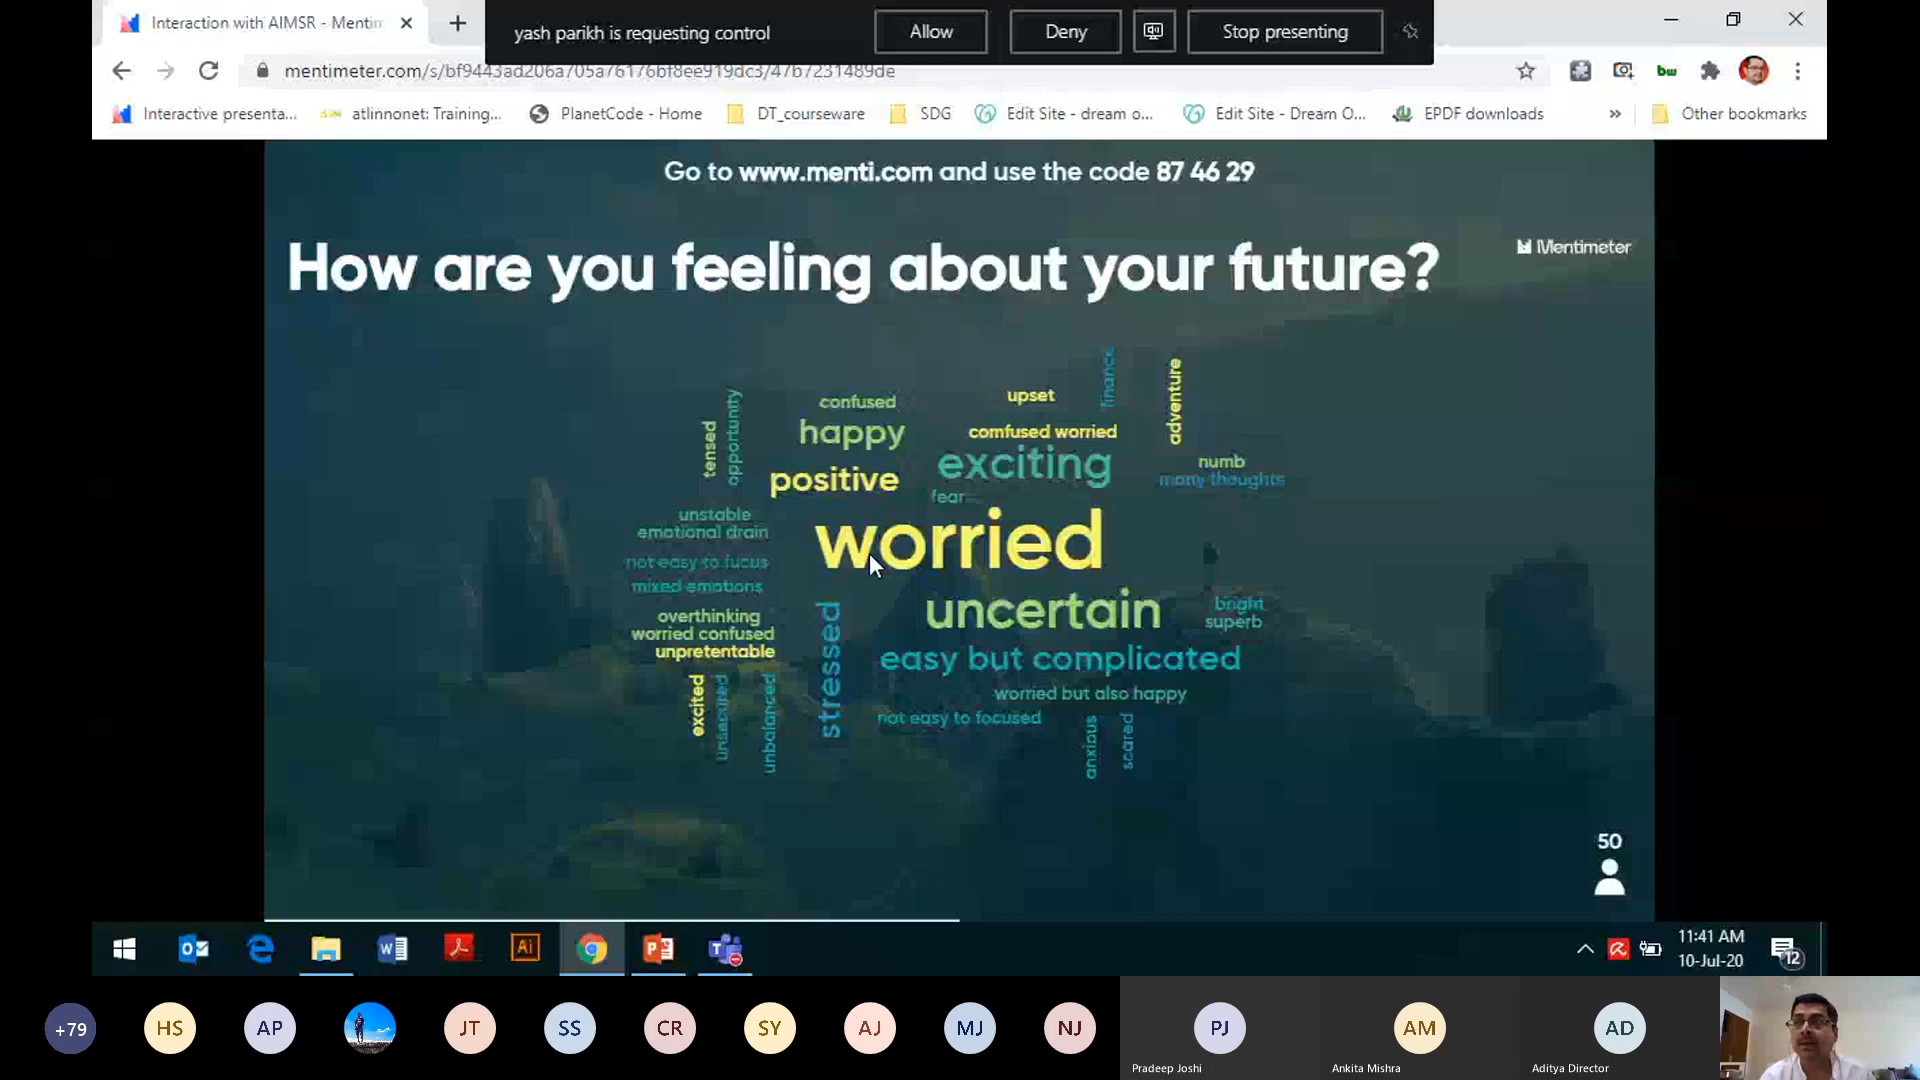 Interaction with AIMSR - Mentim
yash parikh is requesting control
Allow
Deny
Stop presenting
mentimeter.com/s/bf9443ad206a705a76176bf8ee919dc3/47b7231489de
Interactive presenta...
atlinnonet: Training...
PlanetCode - Home
DT_courseware
SDG
Edit Site - dream o...
Edit Site - Dream O...
EPDF downloads
»
Other bookmarks
Go to www.menti.com and use the code 87 46 29
How are you feeling about your future?
Mentimeter
finance
adventure
upset
opportunity
confused
tensed
happy
comfused worried
exciting
numb
many thoughts
positive
fear
unstable
emotional drain
worried
not easy to fucus
mixed emotions
uncertain
bright
superb
overthinking
worried confused
unpretentable
stressed
easy but complicated
excited
unsecured
unbalanced
worried but also happy
not easy to focused
anxious
scared
50
11:41 AM
10-Jul-20
12
+79
HS
AP
JT
SS
CR
SY
AJ
MJ
NJ
PJ
Pradeep Joshi
AM
Ankita Mishra
AD
Aditya Director
bw
Ai